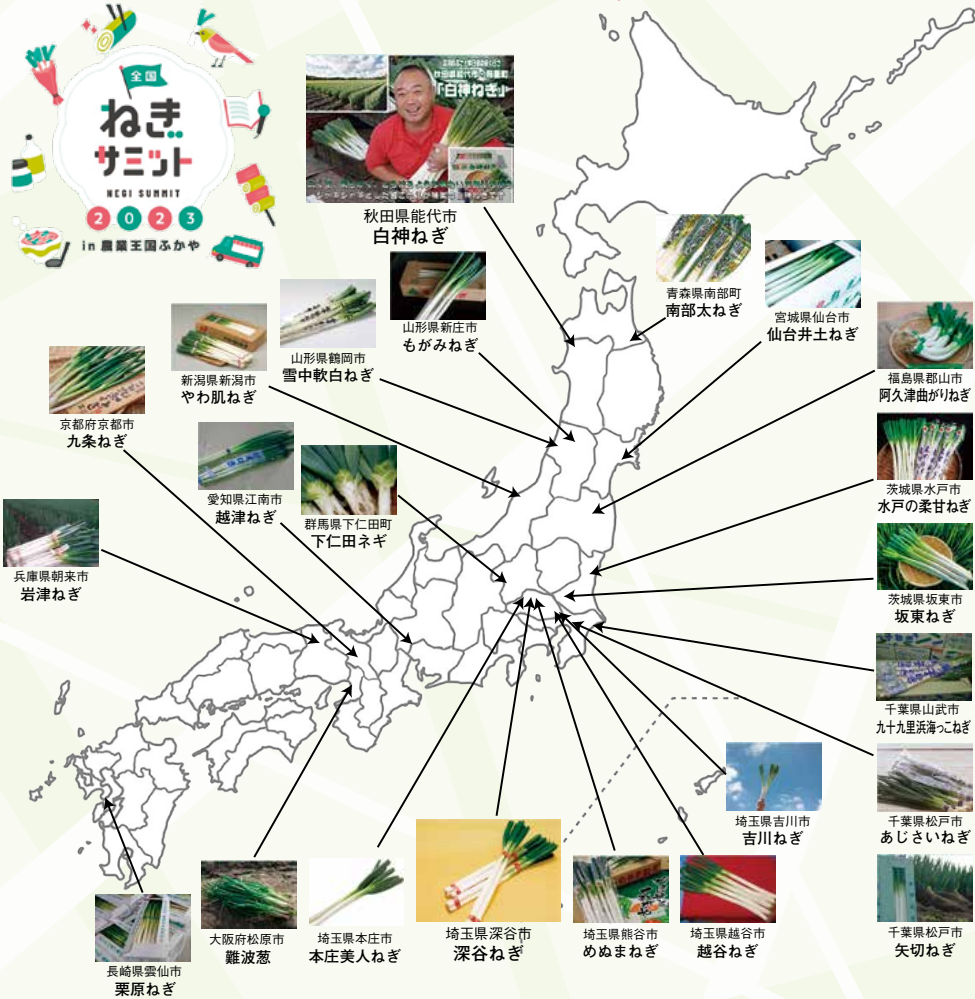 全国
ねぎ
サミット
NEGI SUMMIT
2023
in 農業王国ふかや
「白神ねぎ」
秋田県能代市
白神ねぎ
青森県南部町
南部太ねぎ
宮城県仙台市
仙台井土ねぎ
山形県新庄市
もがみねぎ
山形県鶴岡市
雪中軟白ねぎ
新潟県新潟市
やわ肌ねぎ
福島県郡山市
阿久津曲がりねぎ
京都府京都市
九条ねぎ
愛知県江南市
越津ねぎ
群馬県下仁田町
下仁田ネギ
茨城県水戸市
水戸の柔甘ねぎ
兵庫県朝来市
岩津ねぎ
茨城県坂東市
坂東ねぎ
千葉県山武市
九十九里浜海っこねぎ
埼玉県吉川市
吉川ねぎ
千葉県松戸市
あじさいねぎ
長崎県雲仙市
栗原ねぎ
大阪府松原市
難波葱
埼玉県本庄市
本庄美人ねぎ
埼玉県深谷市
深谷ねぎ
埼玉県熊谷市
めぬまねぎ
埼玉県越谷市
越谷ねぎ
千葉県松戸市
矢切ねぎ